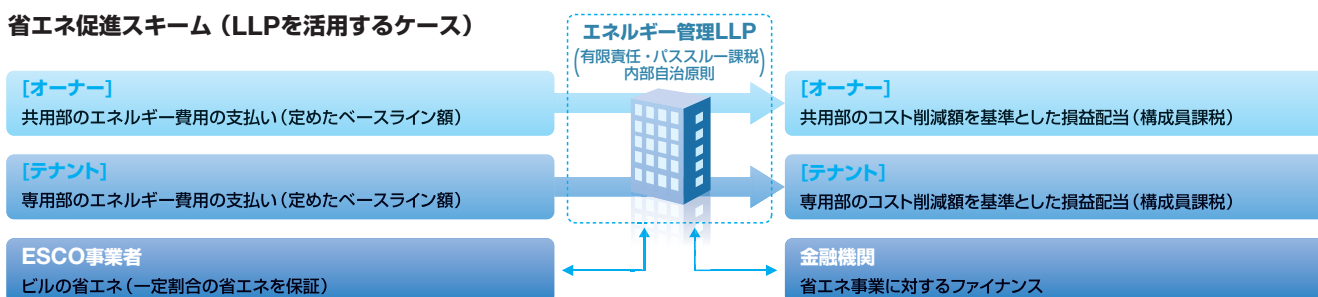 省エネ促進スキーム（LLPを活用するケース）
エネルギー管理LLP
（有限責任・パススルー課税
内部自治原則）
[オーナー]
共用部のエネルギー費用の支払い（定めたベースライン額）
[オーナー]
共用部のコスト削減額を基準とした損益配当（構成員課税）
[テナント]
専用部のエネルギー費用の支払い（定めたベースライン額）
[テナント]
専用部のコスト削減額を基準とした損益配当（構成員課税）
ESCO事業者
ビルの省エネ（一定割合の省エネを保証）
金融機関
省エネ事業に対するファイナンス